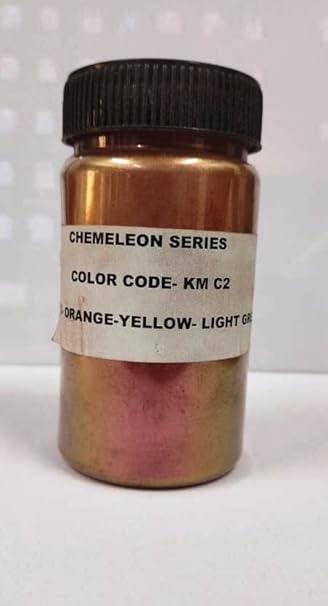 CHEMELEON SERIES
COLOR CODE- KM C2
-ORANGE-YELLOW- LIGHT